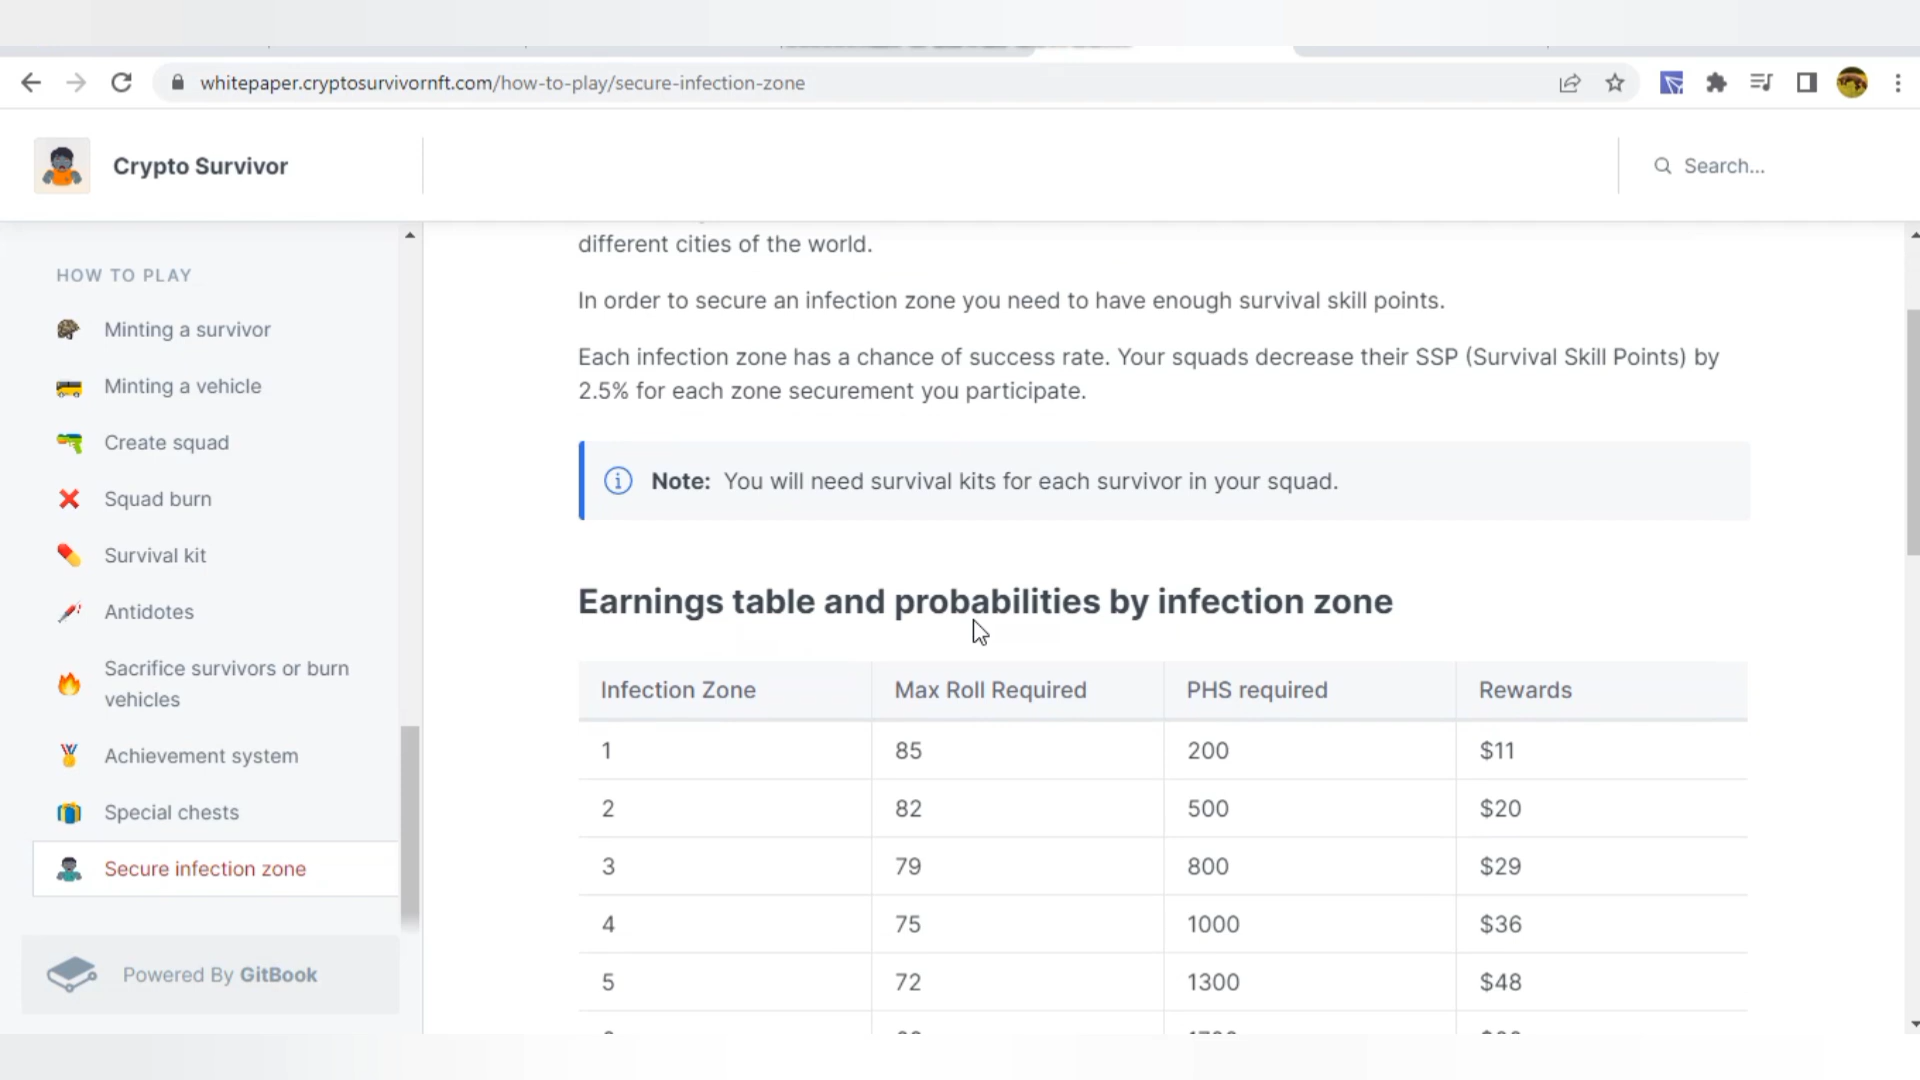 whitepaper.cryptosurvivornft.com/how-to-play/secure-infection-zone
Crypto Survivor
Search...
HOW TO PLAY
Minting a survivor
Minting a vehicle
Create squad
Squad burn
Survival kit
Antidotes
Sacrifice survivors or burn
vehicles
Achievement system
Special chests
Secure infection zone
Powered By GitBook
different cities of the world.
In order to secure an infection zone you need to have enough survival skill points.
Each infection zone has a chance of success rate. Your squads decrease their SSP (Survival Skill Points) by
2.5% for each zone securement you participate.
Note: You will need survival kits for each survivor in your squad.
Earnings table and probabilities by infection zone
Infection Zone Max Roll Required PHS required Rewards
1 85 200 $11
2 82 500 $20
3 79 800 $29
4 75 1000 $36
5 72 1300 $48